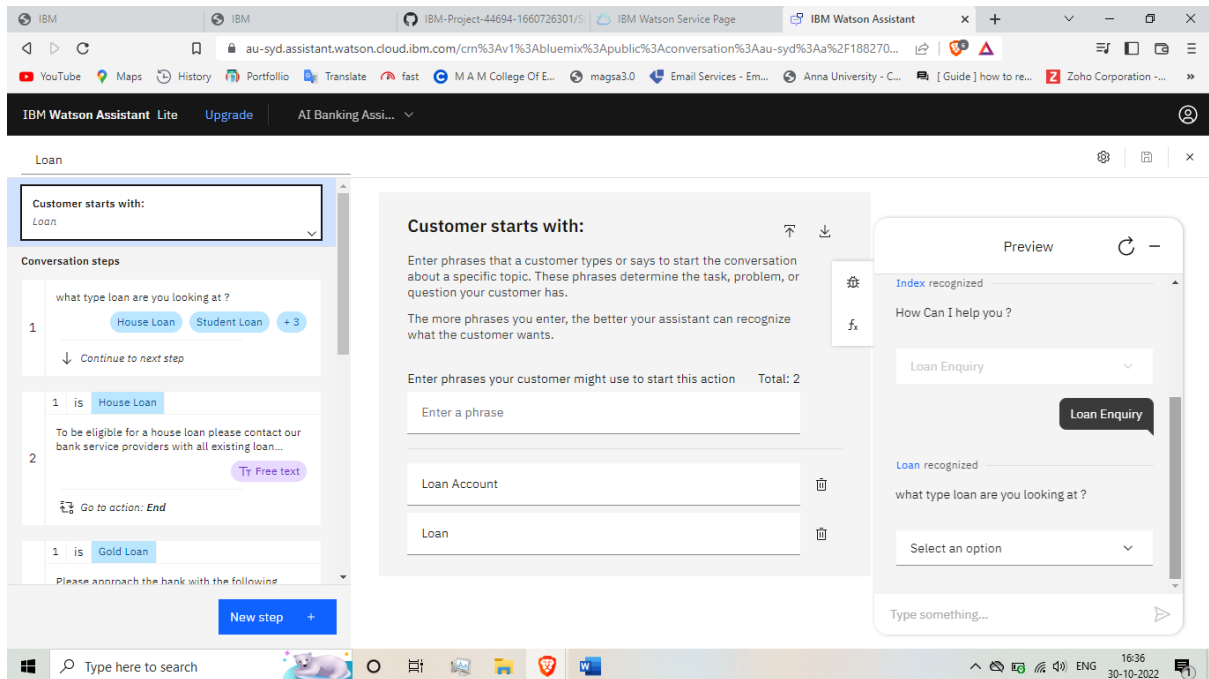 IBM
IBM
IBM-Project-44694-1660726301/S
IBM Watson Service Page
IBM Watson Assistant
au-syd.assistant.watson.cloud.ibm.com/crn%3Av1%3Abluemix%3Apublic%3Aconversation%3Aau-syd%3Aa%2F188270...
YouTube
Maps
History
Portfollio
Translate
fast
M A M College Of E...
magsa3.0
Email Services - Em...
Anna University - C...
[ Guide ] how to re...
Zoho Corporation -...
IBM Watson Assistant Lite
Upgrade
AI Banking Assi...
Loan
Customer starts with:
Loan
Conversation steps
1
what type loan are you looking at ?
House Loan
Student Loan
+ 3
Continue to next step
1 is House Loan
2
To be eligible for a house loan please contact our
bank service providers with all existing loan...
Free text
Go to action: End
1 is Gold Loan
Please approach the bank with the following
New step +
Customer starts with:
Enter phrases that a customer types or says to start the conversation
about a specific topic. These phrases determine the task, problem, or
question your customer has.
The more phrases you enter, the better your assistant can recognize
what the customer wants.
Enter phrases your customer might use to start this action
Total: 2
Enter a phrase
Loan Account
Loan
Preview
Index recognized
How Can I help you ?
Loan Enquiry
Loan Enquiry
Loan recognized
what type loan are you looking at ?
Select an option
Type something...
Type here to search
ENG
16:36
30-10-2022
1